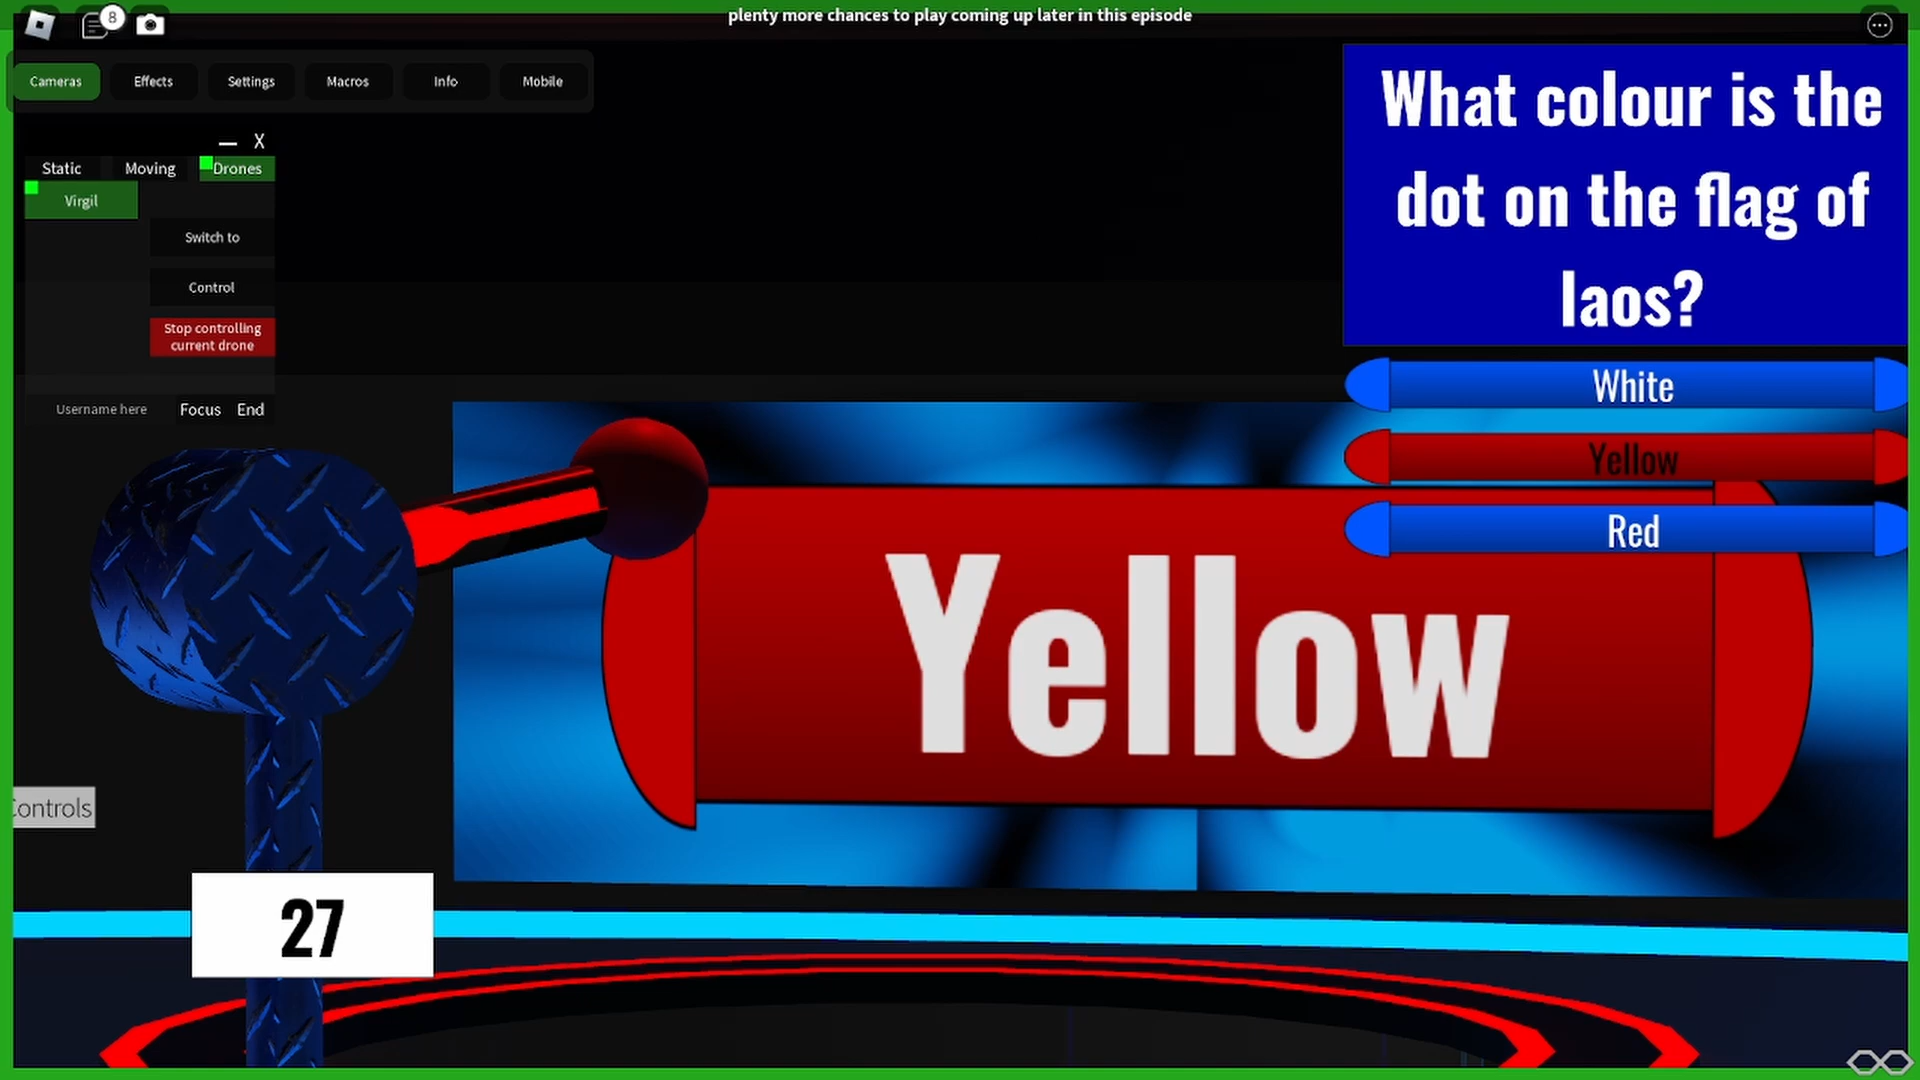 8
plenty more chances to play coming up later in this episode
Cameras
Effects
Settings
Macros
Info
Mobile
X
Static
Moving
Drones
Virgil
Switch to
Control
Stop controlling
current drone
Username here
Focus
End
What colour is the
dot on the flag of
laos?
White
Yellow
Red
Yellow
Controls
27